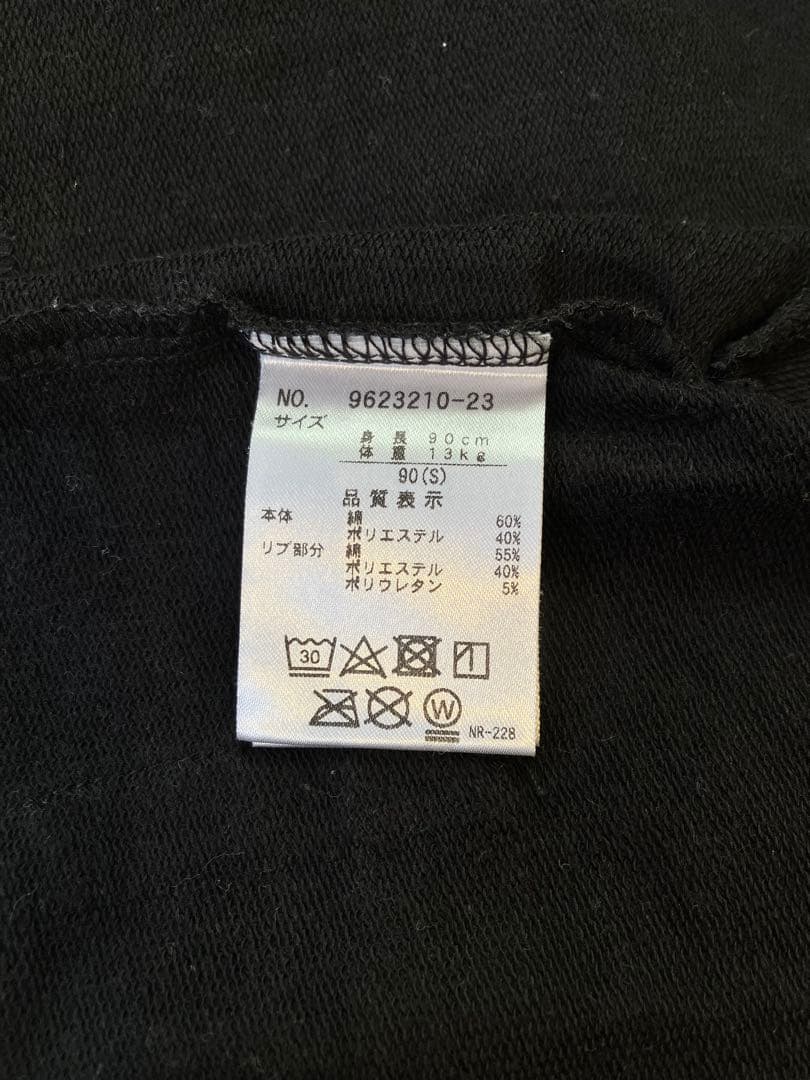 NO. 9623210-23
サイズ
身長 90cm
体重 13kg
90(S)
品質表示
本体 綿 60%
ポリエステル 40%
リブ部分 綿 55%
ポリエステル 40%
ポリウレタン 5%
30
W
NR-228